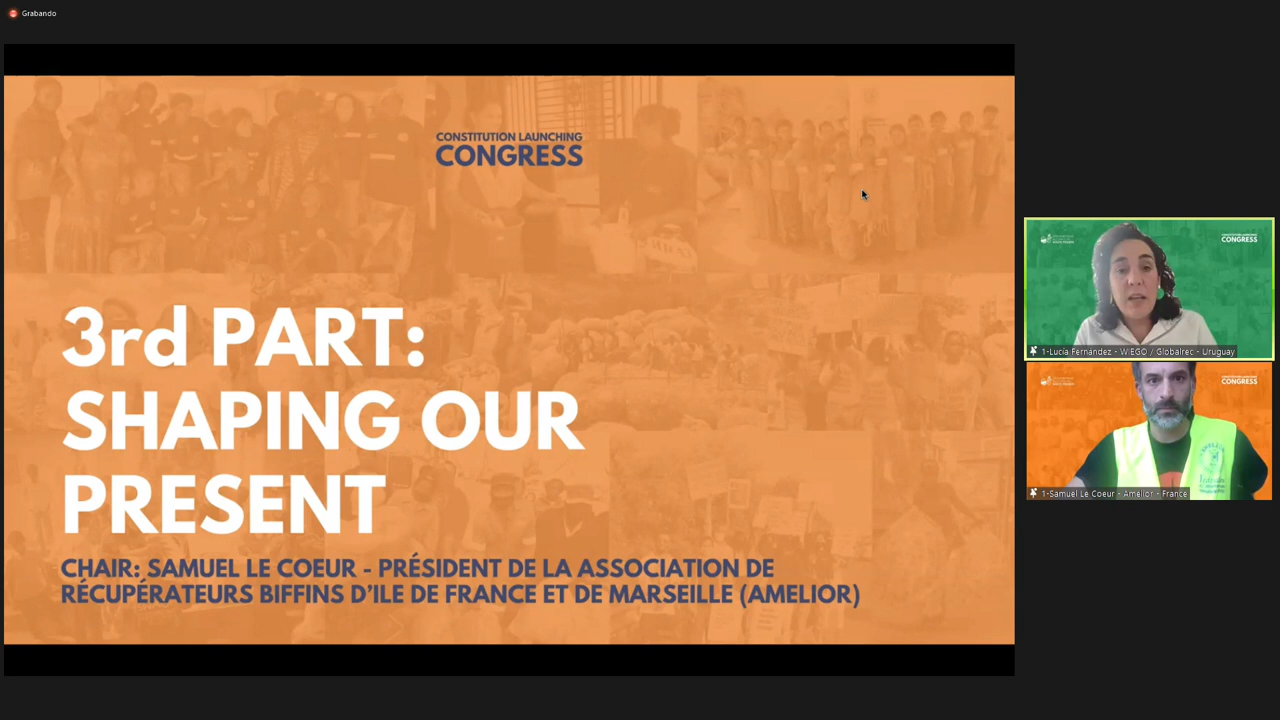 Grabando
CONSTITUTION LAUNCHING
CONGRESS
3rd PART:
SHAPING OUR
PRESENT
CHAIR: SAMUEL LE COEUR - PRÉSIDENT DE LA ASSOCIATION DE
RÉCUPÉRATEURS BIFFINS D’ILE DE FRANCE ET DE MARSEILLE (AMELIOR)
CONGRESS
1-Lucía Fernández - WIEGO / Globalrec - Uruguay
CONGRESS
1-Samuel Le Coeur - Amelior - France